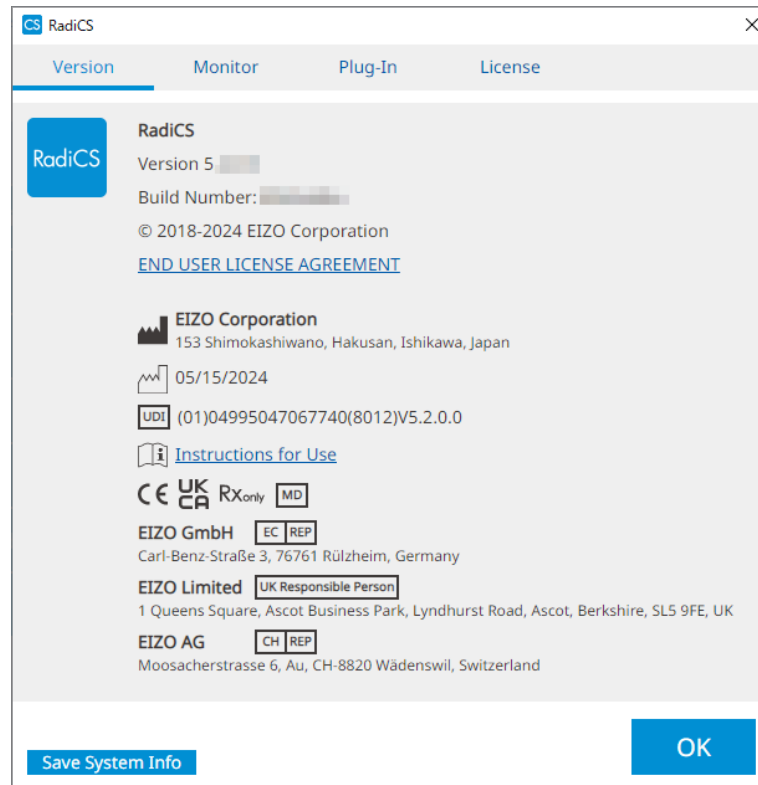 CS RadiCS
Version Monitor Plug-In License
RadiCS
RadiCS
Version 5
Build Number:
© 2018-2024 EIZO Corporation
END USER LICENSE AGREEMENT
EIZO Corporation
153 Shimokashiwano, Hakusan, Ishikawa, Japan
05/15/2024
UDI (01)04995047067740(8012)V5.2.0.0
Instructions for Use
CE UK CA Rx only MD
EIZO GmbH EC REP
Carl-Benz-Straße 3, 76761 Rülzheim, Germany
EIZO Limited UK Responsible Person
1 Queens Square, Ascot Business Park, Lyndhurst Road, Ascot, Berkshire, SL5 9FE, UK
EIZO AG CH REP
Moosacherstrasse 6, Au, CH-8820 Wädenswil, Switzerland
Save System Info
OK